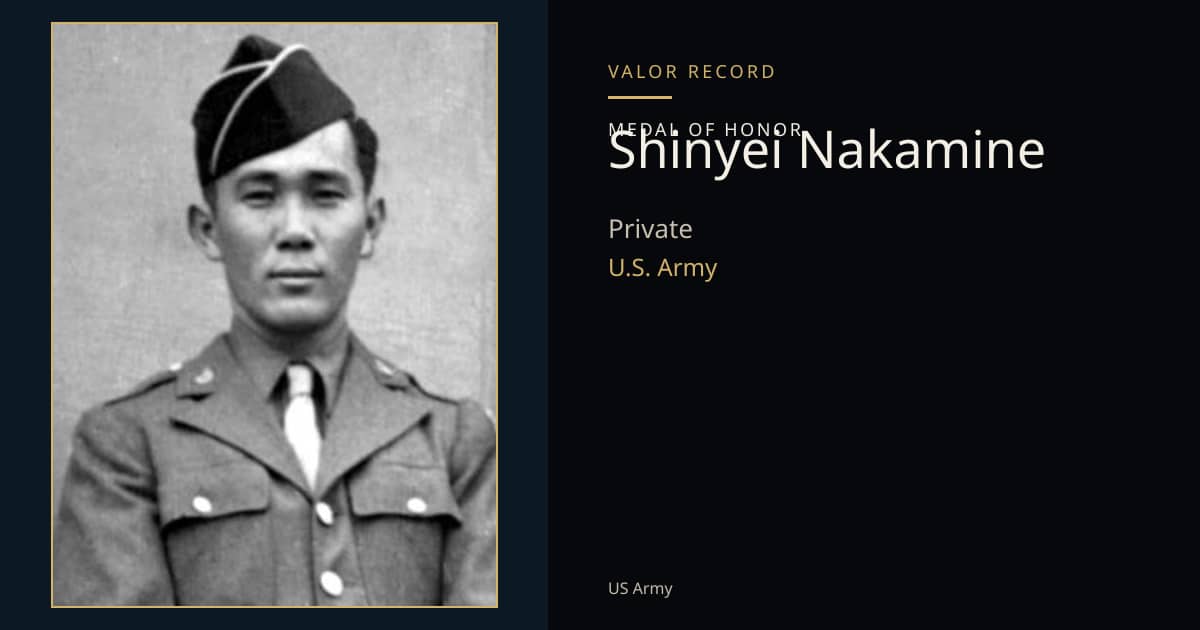 VALOR RECORD
MEDAL OF HONOR
Shinyei Nakamine
Private
U.S. Army
US Army